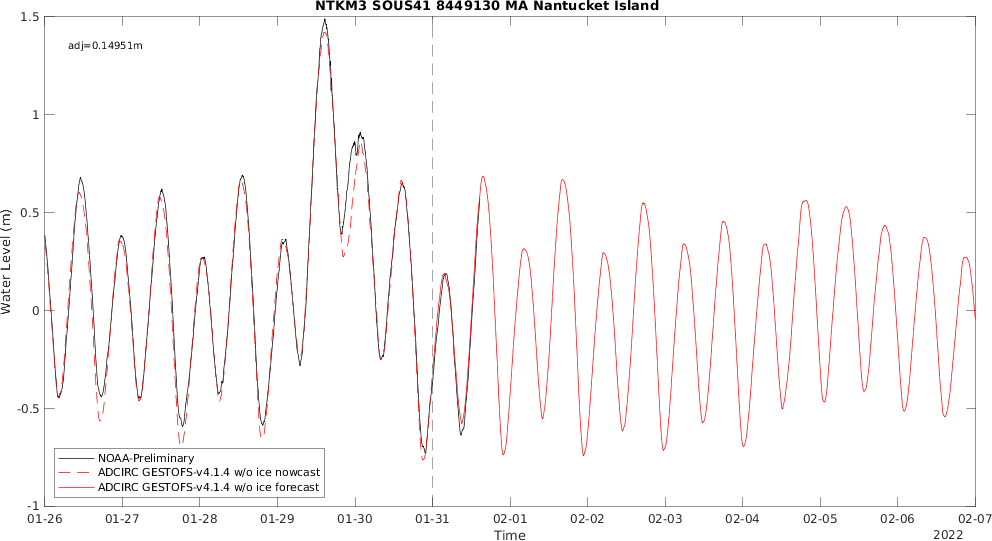 NTKM3 SOUS41 8449130 MA Nantucket Island
1.5
adj=0.14951m
1
0.5
Water Level (m)
0
-0.5
NOAA-Preliminary
ADCIRC GESTOFS-v4.1.4 w/o ice nowcast
ADCIRC GESTOFS-v4.1.4 w/o ice forecast
-1
01-26 01-27 01-28 01-29 01-30 01-31 02-01 02-02 02-03 02-04 02-05 02-06 02-07
Time
2022